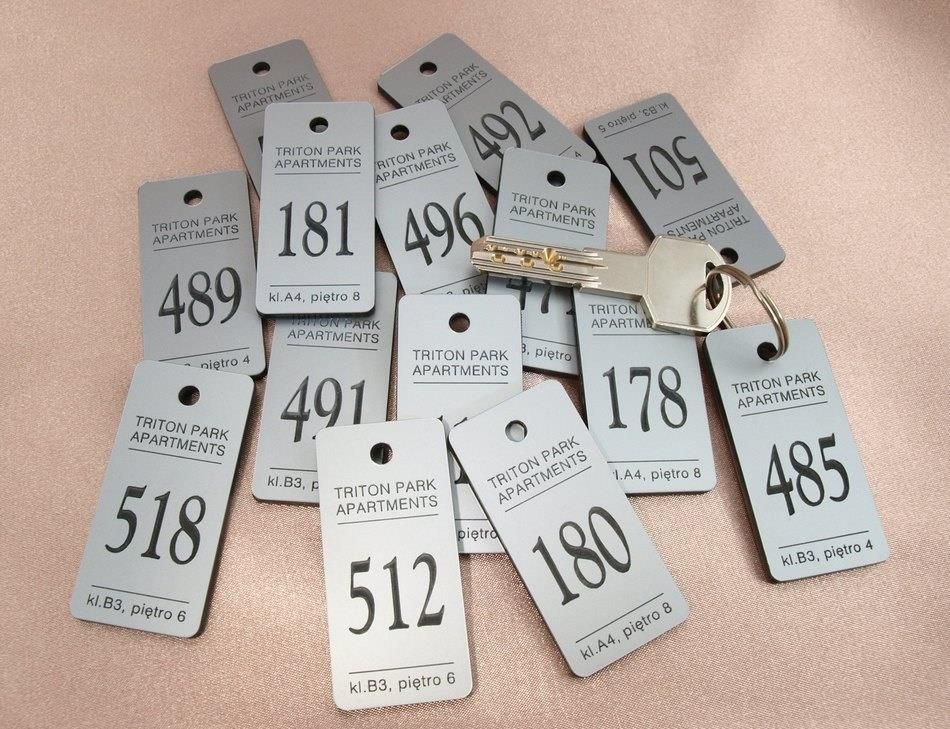 TRITON PARK
APARTMENTS
TRITON PARK
APARTMENTS
492
kl.B3, piętro 5
501
TRITON PARK
APARTMENTS
TRITON PARK
APARTMENTS
181
kl.A4, piętro 8
TRITON PARK
APARTMENTS
496
TRITON PARK
APARTMENTS
piętro
TRITON PARK
APARTMENTS
489
piętro 4
TRITON PARK
APARTMENTS
491
kl.B3,
TRITON PARK
APARTMENTS
piętro
TRITON PARK
APARTMENTS
178
kl.A4, piętro 8
TRITON PARK
APARTMENTS
485
kl.B3, piętro 4
TRITON PARK
APARTMENTS
518
kl.B3, piętro 6
TRITON PARK
APARTMENTS
512
kl.B3, piętro 6
TRITON PARK
APARTMENTS
180
kl.A4, piętro 8